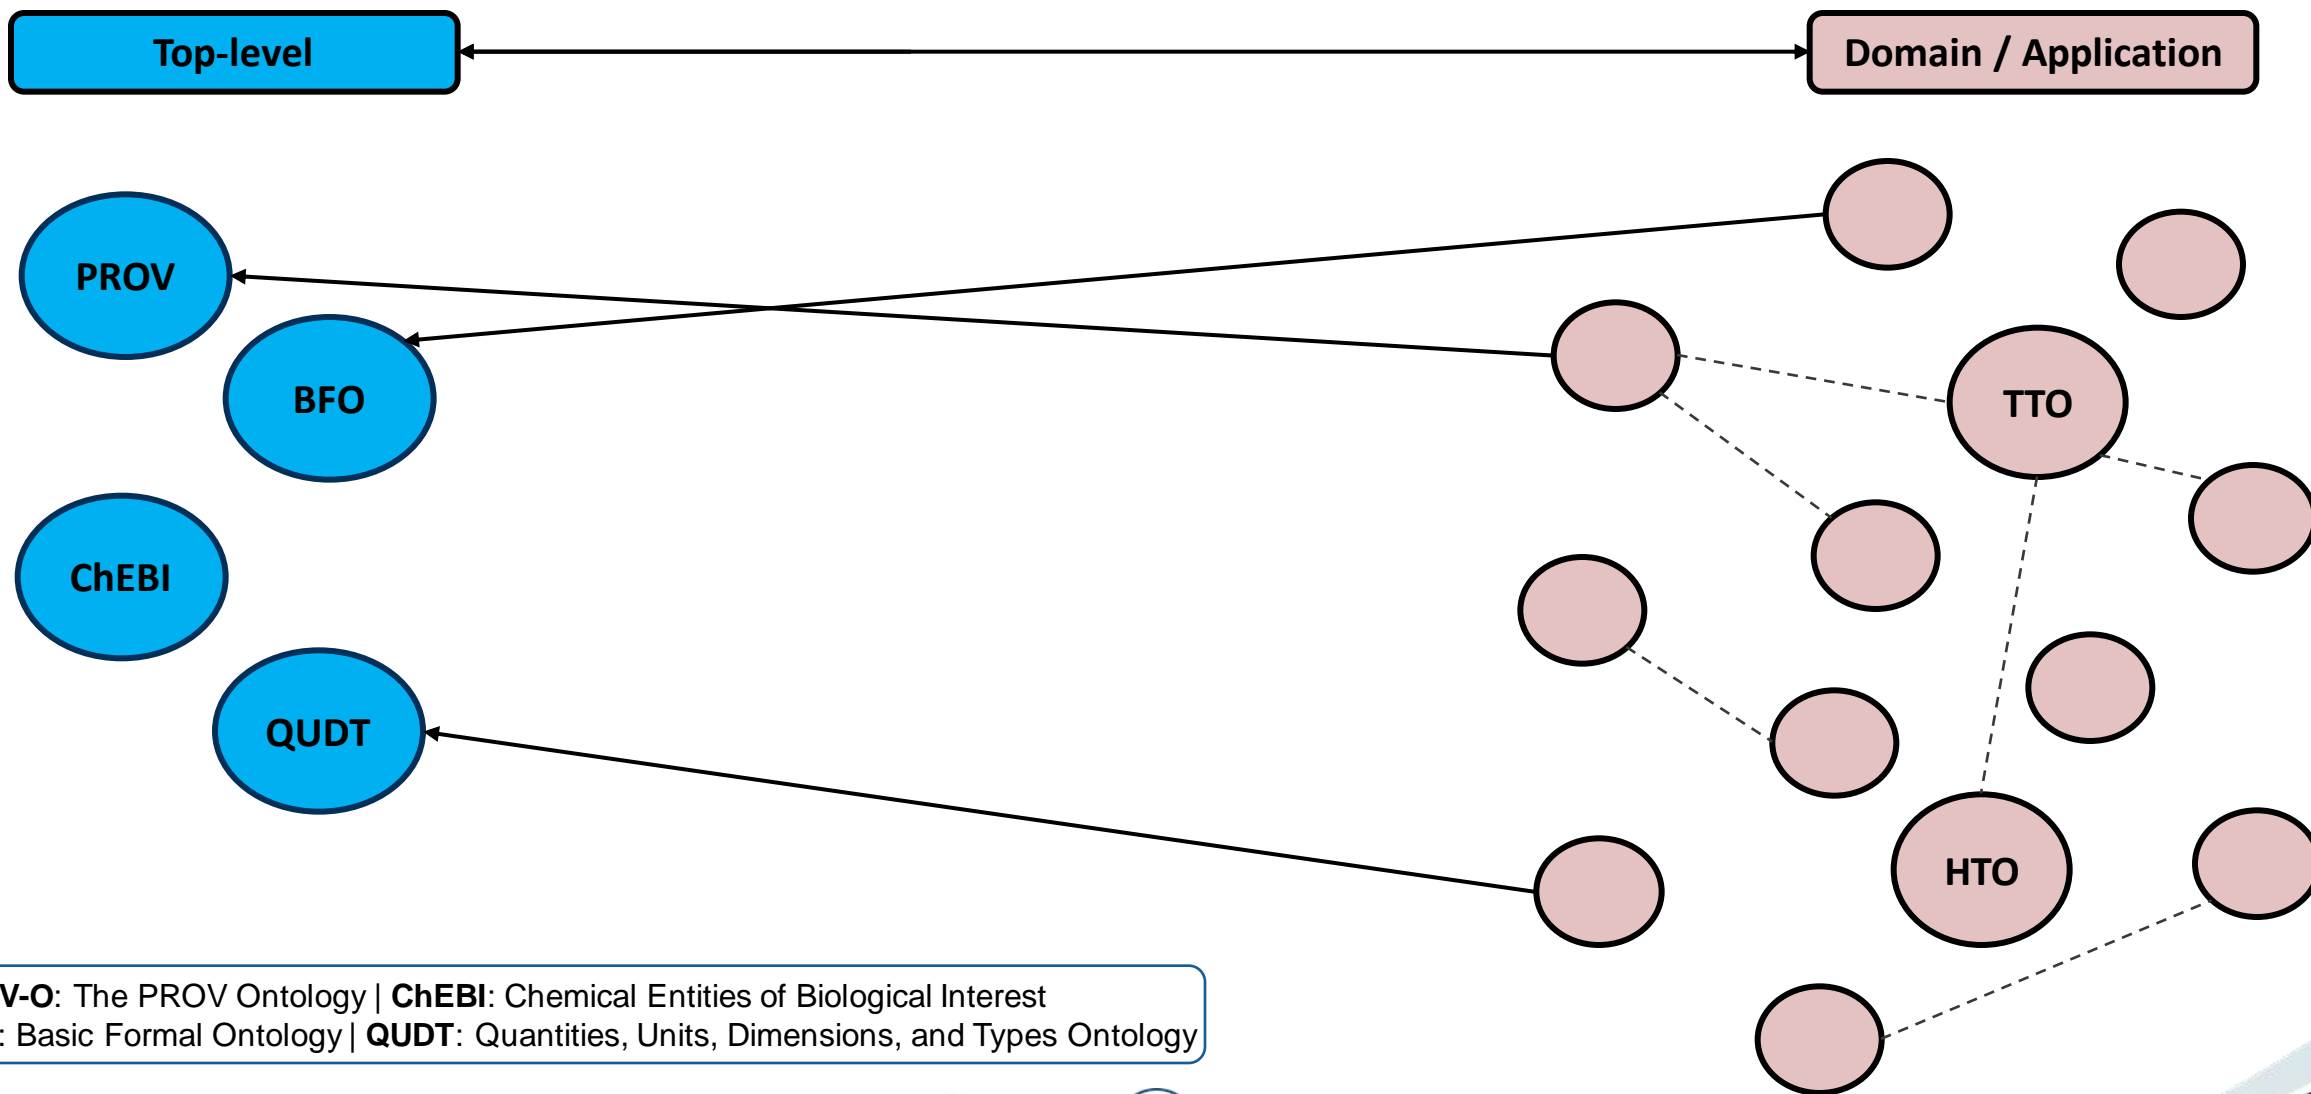 Top-level
Domain / Application
PROV
BFO
TTO
ChEBI
QUDT
HTO
V-O: The PROV Ontology | ChEBI: Chemical Entities of Biological Interest
: Basic Formal Ontology | QUDT: Quantities, Units, Dimensions, and Types Ontology